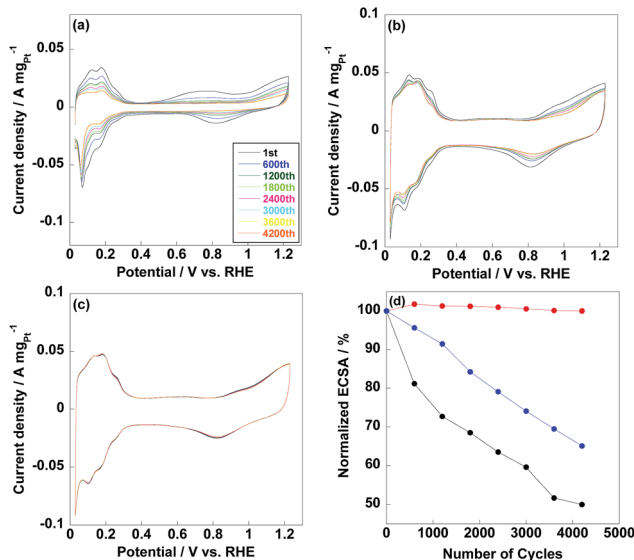 (a)
0.05
0
-0.05
-0.1
Current density / A mgPt-1
0 0.2 0.4 0.6 0.8 1 1.2
Potential / V vs. RHE
1st
600th
1200th
1800th
2400th
3000th
3600th
4200th
(b)
0.1
0.05
0
-0.05
-0.1
Current density / A mgPt-1
0 0.2 0.4 0.6 0.8 1 1.2
Potential / V vs. RHE
(c)
0.1
0.05
0
-0.05
-0.1
Current density / A mgPt-1
0 0.2 0.4 0.6 0.8 1 1.2
Potential / V vs. RHE
(d)
100
90
80
70
60
50
Normalized ECSA / %
0 1000 2000 3000 4000 5000
Number of Cycles